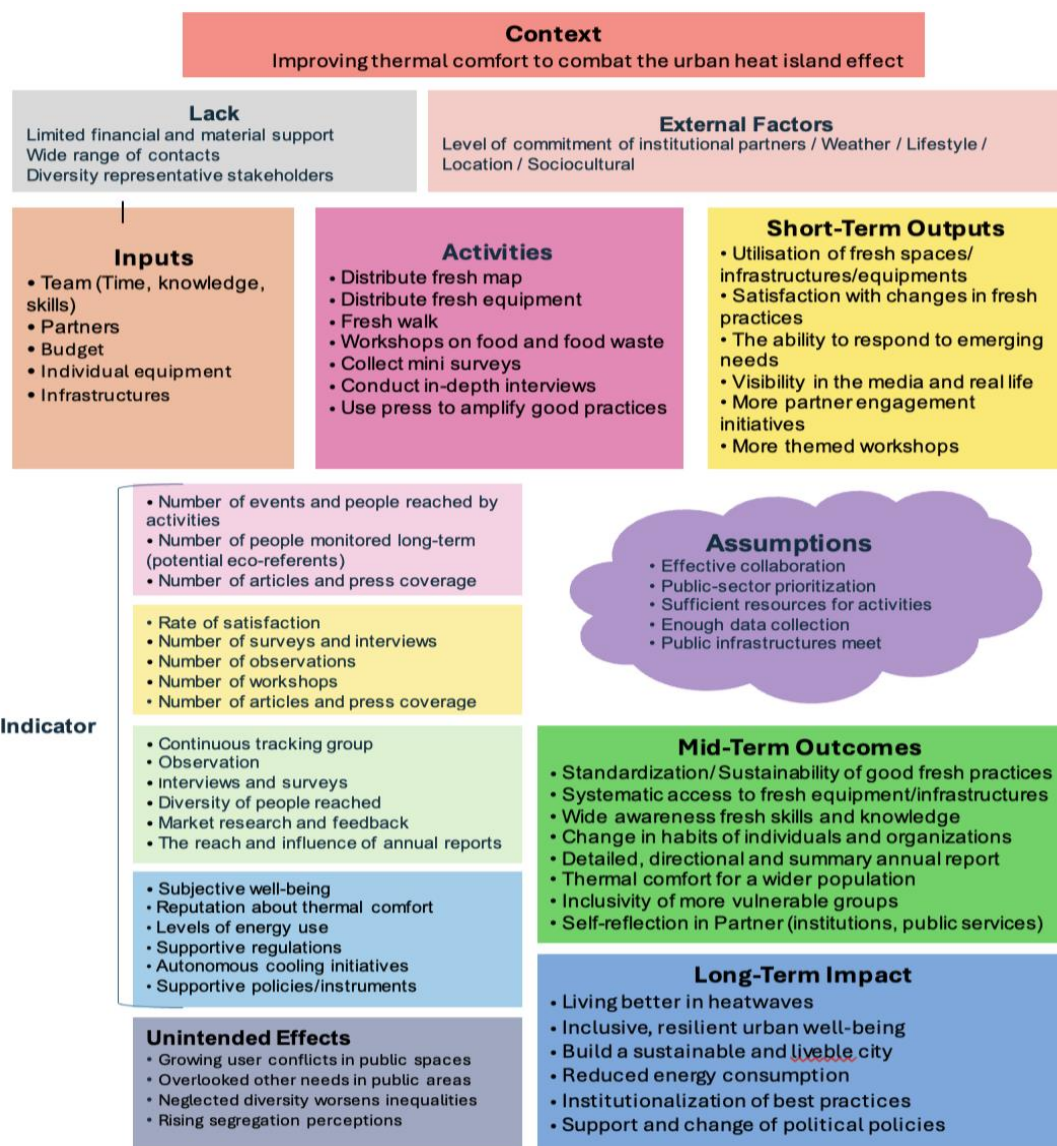 Context
Improving thermal comfort to combat the urban heat island effect
Lack
Limited financial and material support
Wide range of contacts
Diversity representative stakeholders
External Factors
Level of commitment of institutional partners / Weather / Lifestyle /
Location / Sociocultural
Inputs
• Team (Time, knowledge,
skills)
• Partners
• Budget
• Individual equipment
• Infrastructures
Activities
• Distribute fresh map
• Distribute fresh equipment
• Fresh walk
• Workshops on food and food waste
• Collect mini surveys
• Conduct in-depth interviews
• Use press to amplify good practices
Short-Term Outputs
• Utilisation of fresh spaces/
infrastructures/equipments
• Satisfaction with changes in fresh
practices
• The ability to respond to emerging
needs
• Visibility in the media and real life
• More partner engagement
initiatives
• More themed workshops
Indicator
• Number of events and people reached by
activities
• Number of people monitored long-term
(potential eco-referents)
• Number of articles and press coverage
• Rate of satisfaction
• Number of surveys and interviews
• Number of observations
• Number of workshops
• Number of articles and press coverage
• Continuous tracking group
• Observation
• Interviews and surveys
• Diversity of people reached
• Market research and feedback
• The reach and influence of annual reports
• Subjective well-being
• Reputation about thermal comfort
• Levels of energy use
• Supportive regulations
• Autonomous cooling initiatives
• Supportive policies/instruments
Unintended Effects
• Growing user conflicts in public spaces
• Overlooked other needs in public areas
• Neglected diversity worsens inequalities
• Rising segregation perceptions
Assumptions
• Effective collaboration
• Public-sector prioritization
• Sufficient resources for activities
• Enough data collection
• Public infrastructures meet
Mid-Term Outcomes
• Standardization/ Sustainability of good fresh practices
• Systematic access to fresh equipment/infrastructures
• Wide awareness fresh skills and knowledge
• Change in habits of individuals and organizations
• Detailed, directional and summary annual report
• Thermal comfort for a wider population
• Inclusivity of more vulnerable groups
• Self-reflection in Partner (institutions, public services)
Long-Term Impact
• Living better in heatwaves
• Inclusive, resilient urban well-being
• Build a sustainable and liveble city
• Reduced energy consumption
• Institutionalization of best practices
• Support and change of political policies